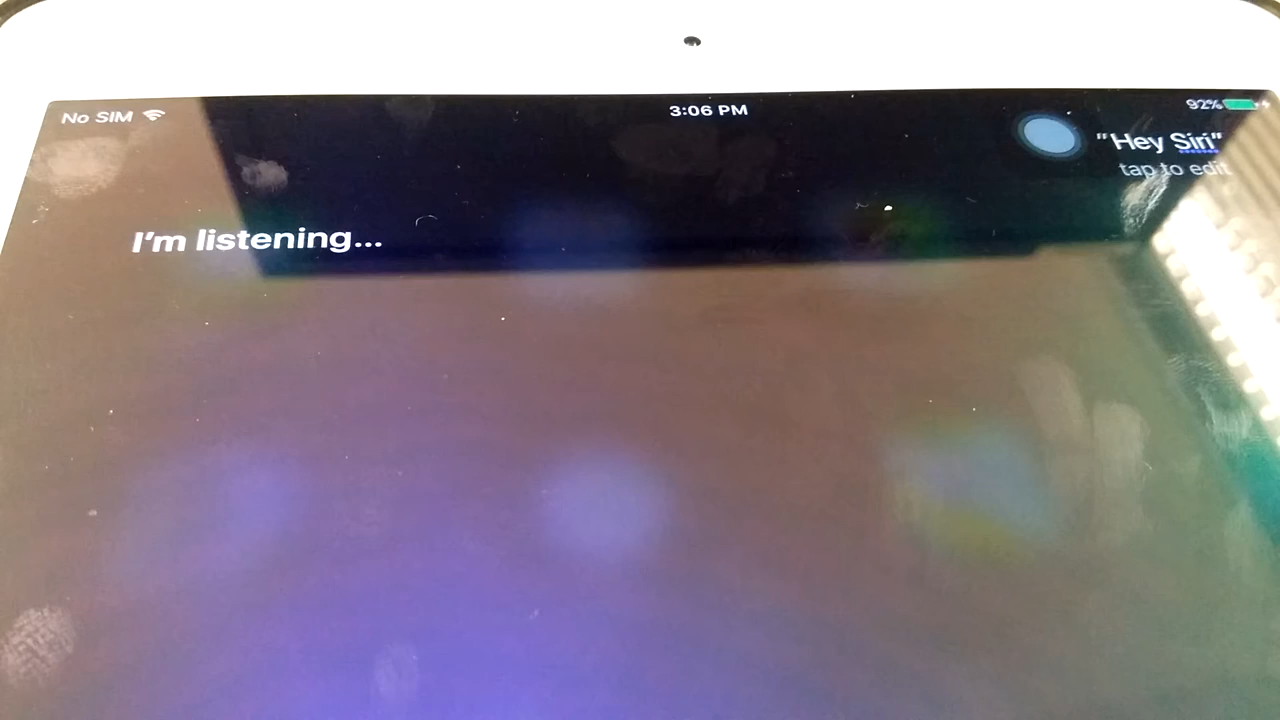 No SIM
3:06 PM
92%
"Hey Siri"
tap to edit
I'm listening...